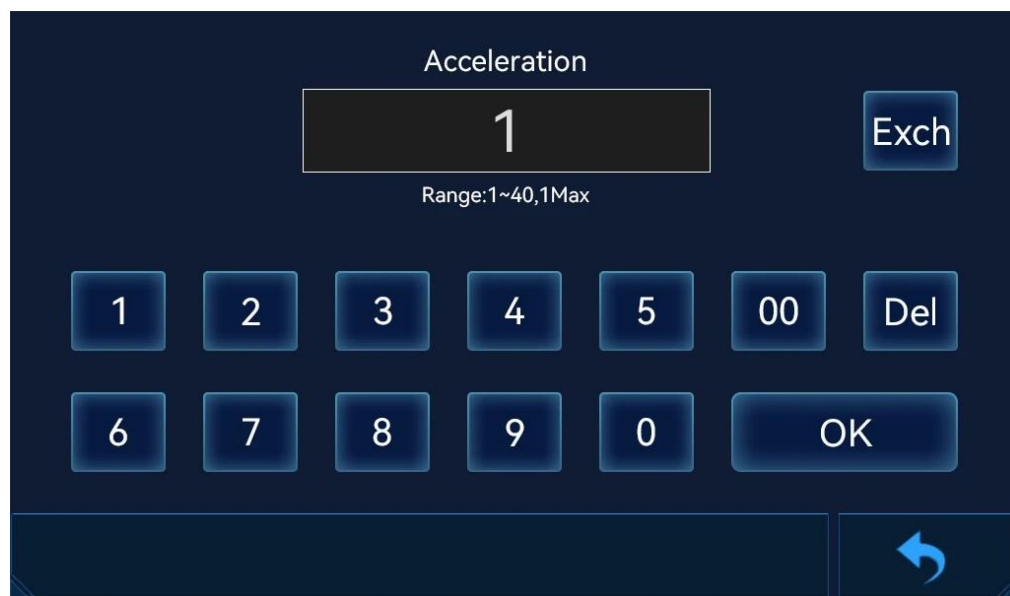 Acceleration
1
Exch
Range:1~40,1Max
1 2 3 4 5 00 Del
6 7 8 9 0 OK